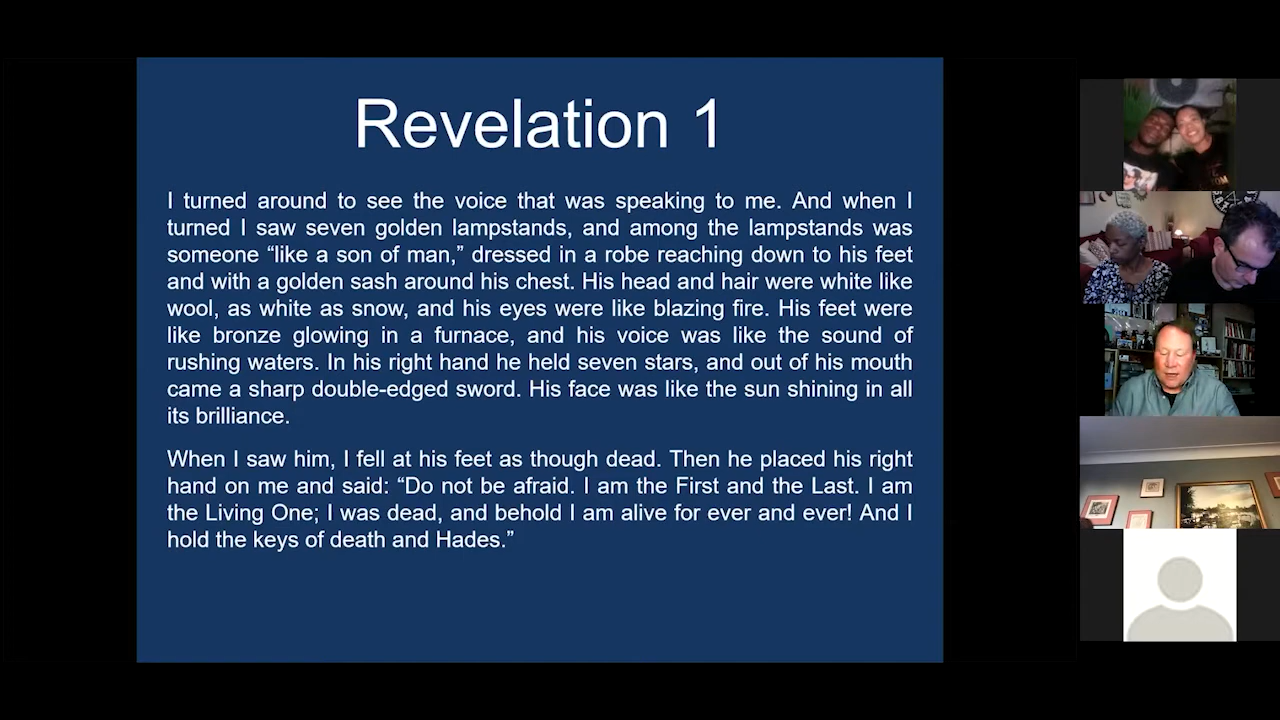 Revelation 1
I turned around to see the voice that was speaking to me. And when I
turned I saw seven golden lampstands, and among the lampstands was
someone “like a son of man,” dressed in a robe reaching down to his feet
and with a golden sash around his chest. His head and hair were white like
wool, as white as snow, and his eyes were like blazing fire. His feet were
like bronze glowing in a furnace, and his voice was like the sound of
rushing waters. In his right hand he held seven stars, and out of his mouth
came a sharp double-edged sword. His face was like the sun shining in all
its brilliance.
When I saw him, I fell at his feet as though dead. Then he placed his right
hand on me and said: “Do not be afraid. I am the First and the Last. I am
the Living One; I was dead, and behold I am alive for ever and ever! And I
hold the keys of death and Hades.”